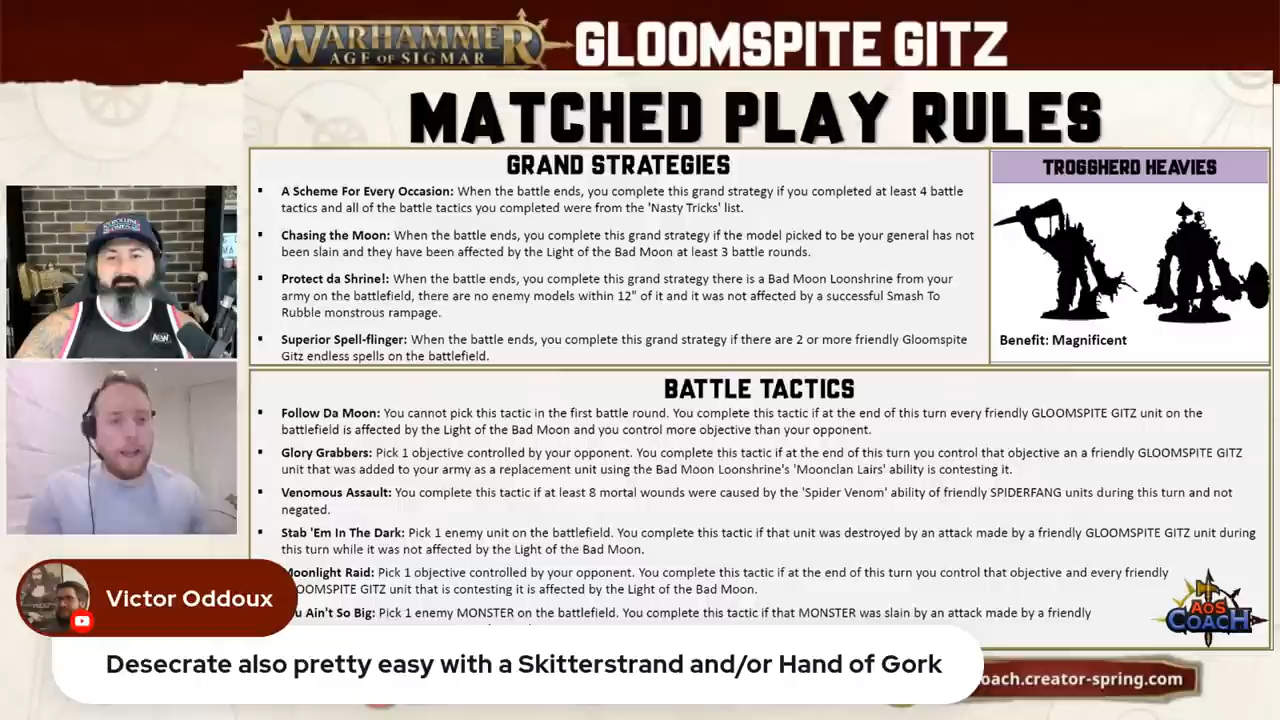 WARHAMMER
AGE OF SIGMAR
GLOOMSPITE GITZ
MATCHED PLAY RULES
GRAND STRATEGIES
▪ A Scheme For Every Occasion: When the battle ends, you complete this grand strategy if you completed at least 4 battle
tactics and all of the battle tactics you completed were from the 'Nasty Tricks' list.
▪ Chasing the Moon: When the battle ends, you complete this grand strategy if the model picked to be your general has not
been slain and they have been affected by the Light of the Bad Moon at least 3 battle rounds.
▪ Protect da Shrine!: When the battle ends, you complete this grand strategy there is a Bad Moon Loonshrine from your
army on the battlefield, there are no enemy models within 12" of it and it was not affected by a successful Smash To
Rubble monstrous rampage.
▪ Superior Spell-flinger: When the battle ends, you complete this grand strategy if there are 2 or more friendly Gloomspite
Gitz endless spells on the battlefield.
TROGGHERD HEAVIES
Benefit: Magnificent
BATTLE TACTICS
▪ Follow Da Moon: You cannot pick this tactic in the first battle round. You complete this tactic if at the end of this turn every friendly GLOOMSPITE GITZ unit on the
battlefield is affected by the Light of the Bad Moon and you control more objective than your opponent.
▪ Glory Grabbers: Pick 1 objective controlled by your opponent. You complete this tactic if at the end of this turn you control that objective an a friendly GLOOMSPITE GITZ
unit that was added to your army as a replacement unit using the Bad Moon Loonshrine's 'Moonclan Lairs' ability is contesting it.
▪ Venomous Assault: You complete this tactic if at least 8 mortal wounds were caused by the 'Spider Venom' ability of friendly SPIDERFANG units during this turn and not
negated.
▪ Stab 'Em In The Dark: Pick 1 enemy unit on the battlefield. You complete this tactic if that unit was destroyed by an attack made by a friendly GLOOMSPITE GITZ unit during
this turn while it was not affected by the Light of the Bad Moon.
Moonlight Raid: Pick 1 objective controlled by your opponent. You complete this tactic if at the end of this turn you control that objective and every friendly
OOMSPITE GITZ unit that is contesting it is affected by the Light of the Bad Moon.
u Ain't So Big: Pick 1 enemy MONSTER on the battlefield. You complete this tactic if that MONSTER was slain by an attack made by a friendly
AoS
COACH
Victor Oddoux
Desecrate also pretty easy with a Skitterstrand and/or Hand of Gork
oach.creator-spring.com